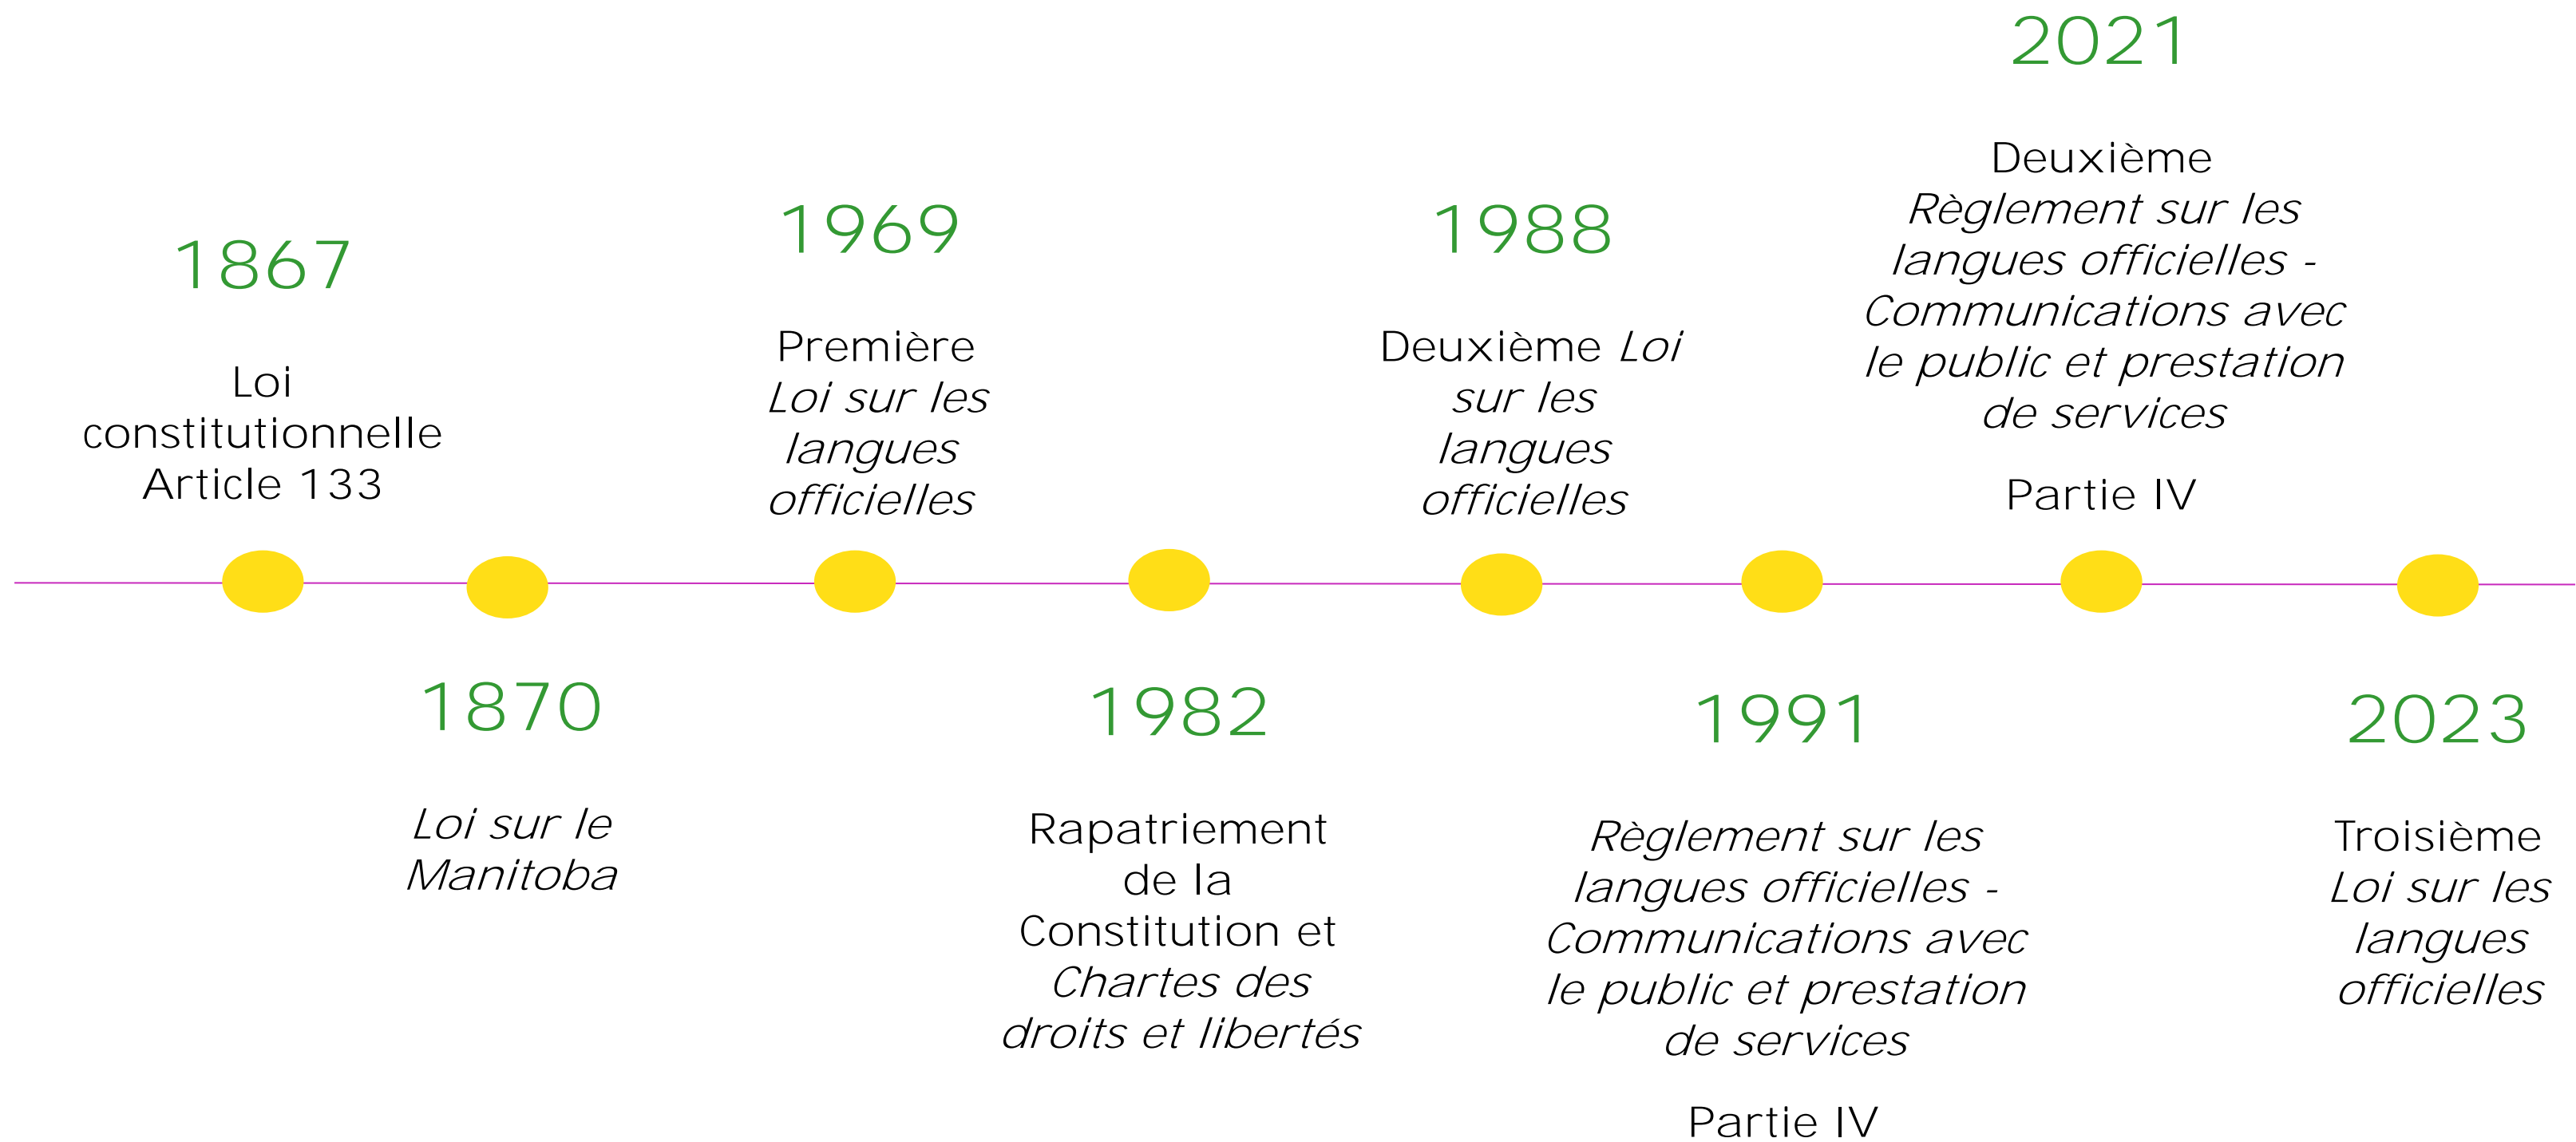 1867
Loi
constitutionnelle
Article 133
1870
Loi sur le
Manitoba
1969
Première
Loi sur les
langues
officielles
1982
Rapatriement
de la
Constitution et
Chartes des
droits et libertés
1988
Deuxième Loi
sur les
langues
officielles
1991
Règlement sur les
langues officielles -
Communications avec
le public et prestation
de services
Partie IV
2021
Deuxième
Règlement sur les
langues officielles -
Communications avec
le public et prestation
de services
Partie IV
2023
Troisième
Loi sur les
langues
officielles